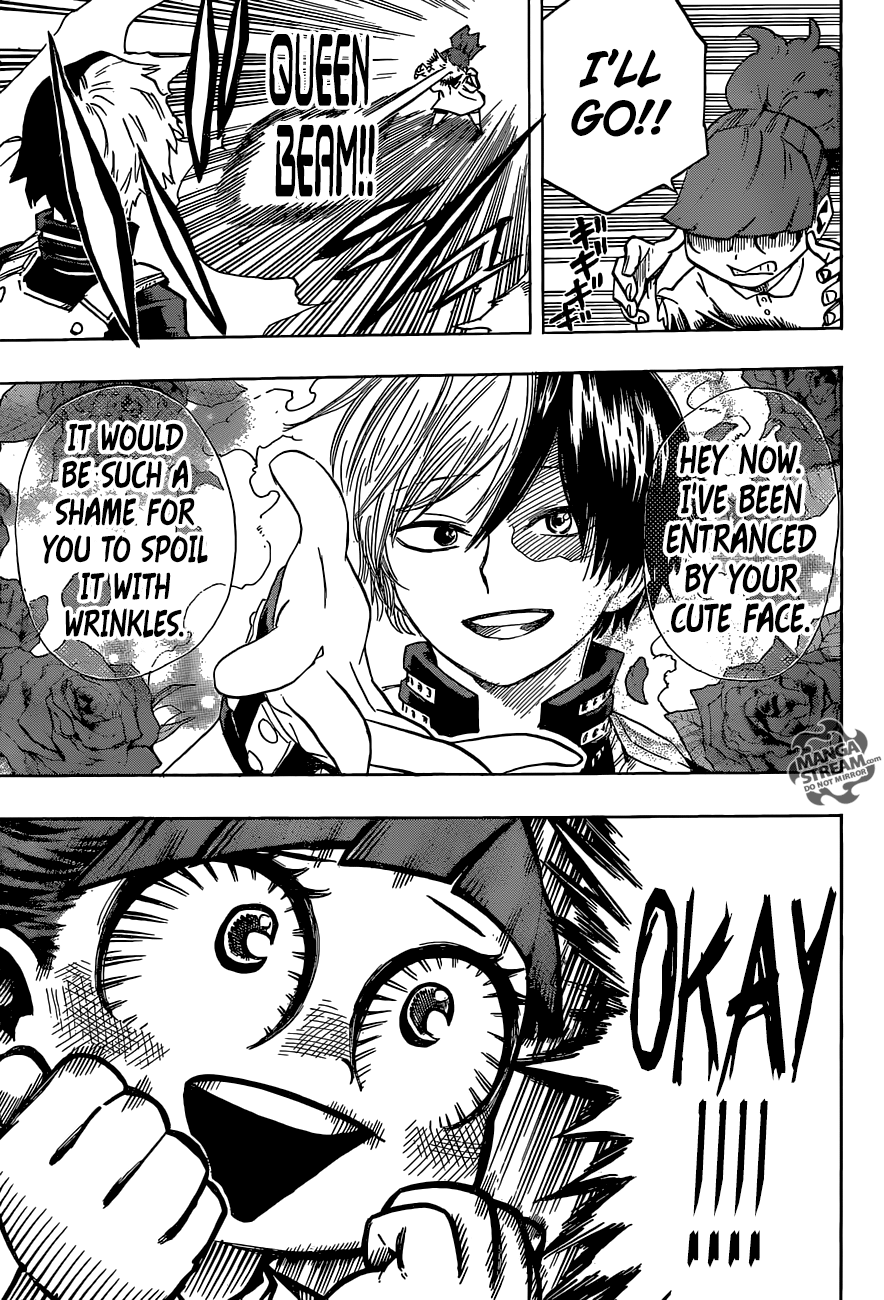 I'LL
GO!!
ギギギギ
QUEEN
BEAM!!
HEY NOW.
I'VE BEEN
ENTRANCED
BY YOUR
CUTE FACE.
IT WOULD
BE SUCH A
SHAME FOR
YOU TO SPOIL
IT WITH
WRINKLES.
MANGA
STREAM.com
DO NOT MIRROR
OKAY
!!!!